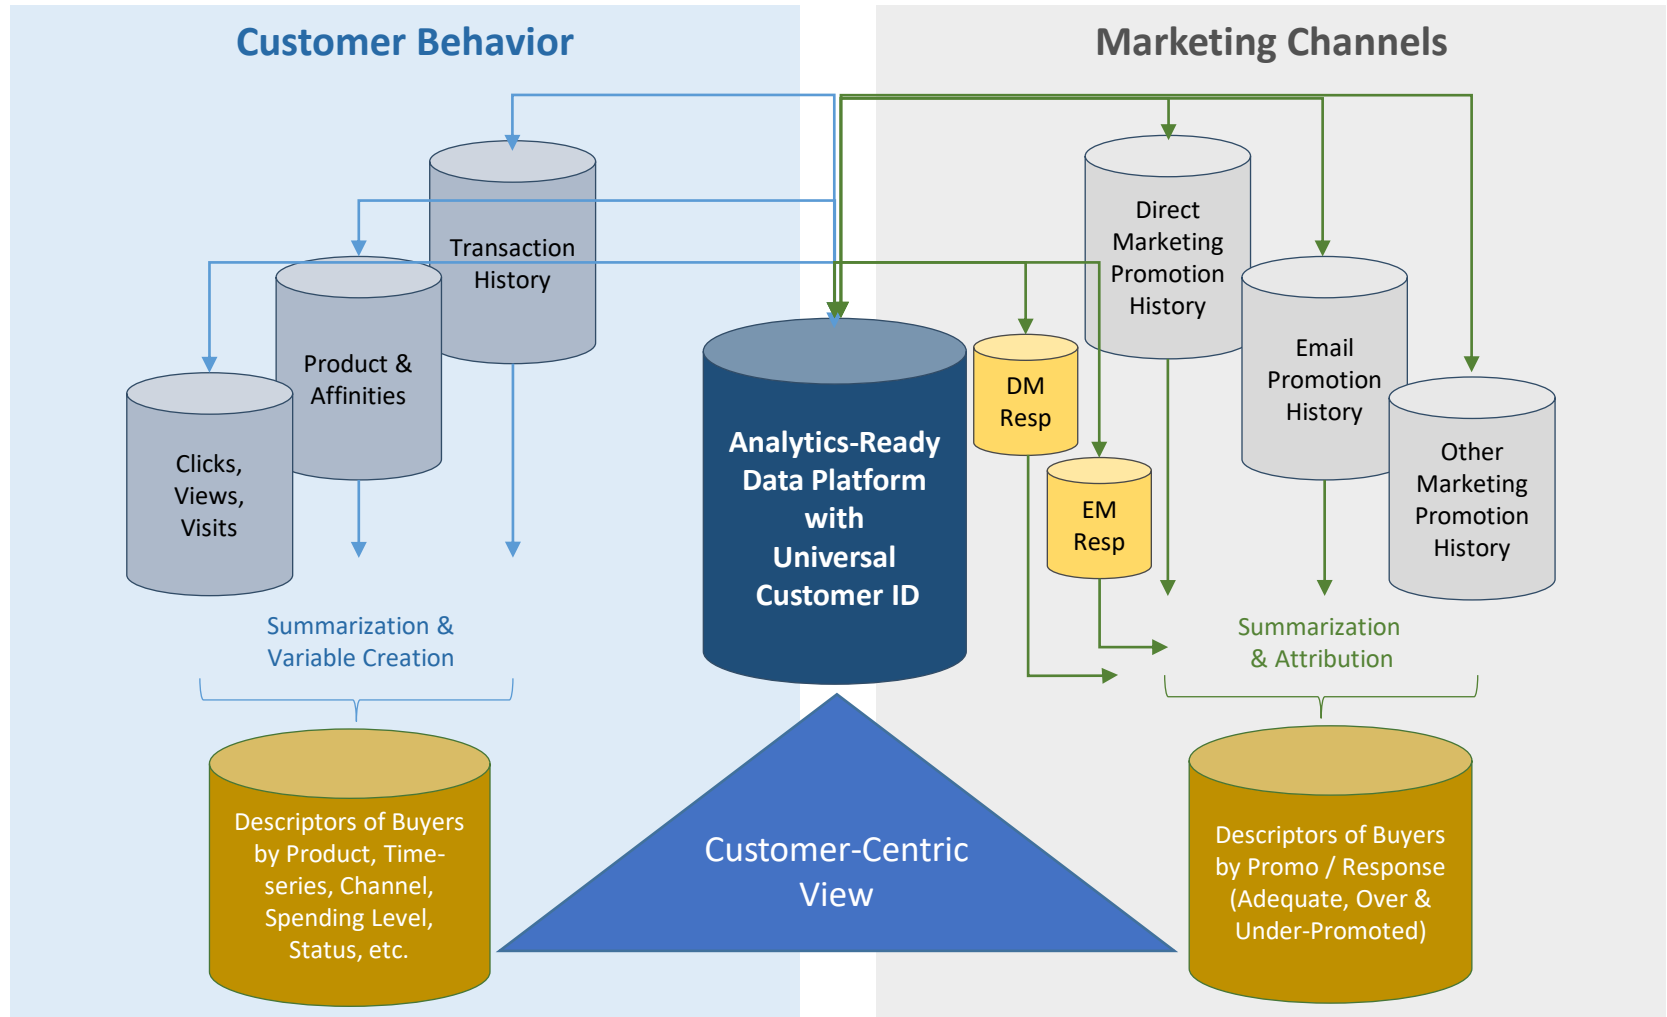 Customer Behavior
Marketing Channels
Transaction
History
Product &
Affinities
Clicks,
Views,
Visits
Summarization &
Variable Creation
Descriptors of Buyers
by Product, Time-
series, Channel,
Spending Level,
Status, etc.
Analytics-Ready
Data Platform
with
Universal
Customer ID
Customer-Centric
View
DM
Resp
EM
Resp
Direct
Marketing
Promotion
History
Email
Promotion
History
Other
Marketing
Promotion
History
Summarization
& Attribution
Descriptors of Buyers
by Promo / Response
(Adequate, Over &
Under-Promoted)